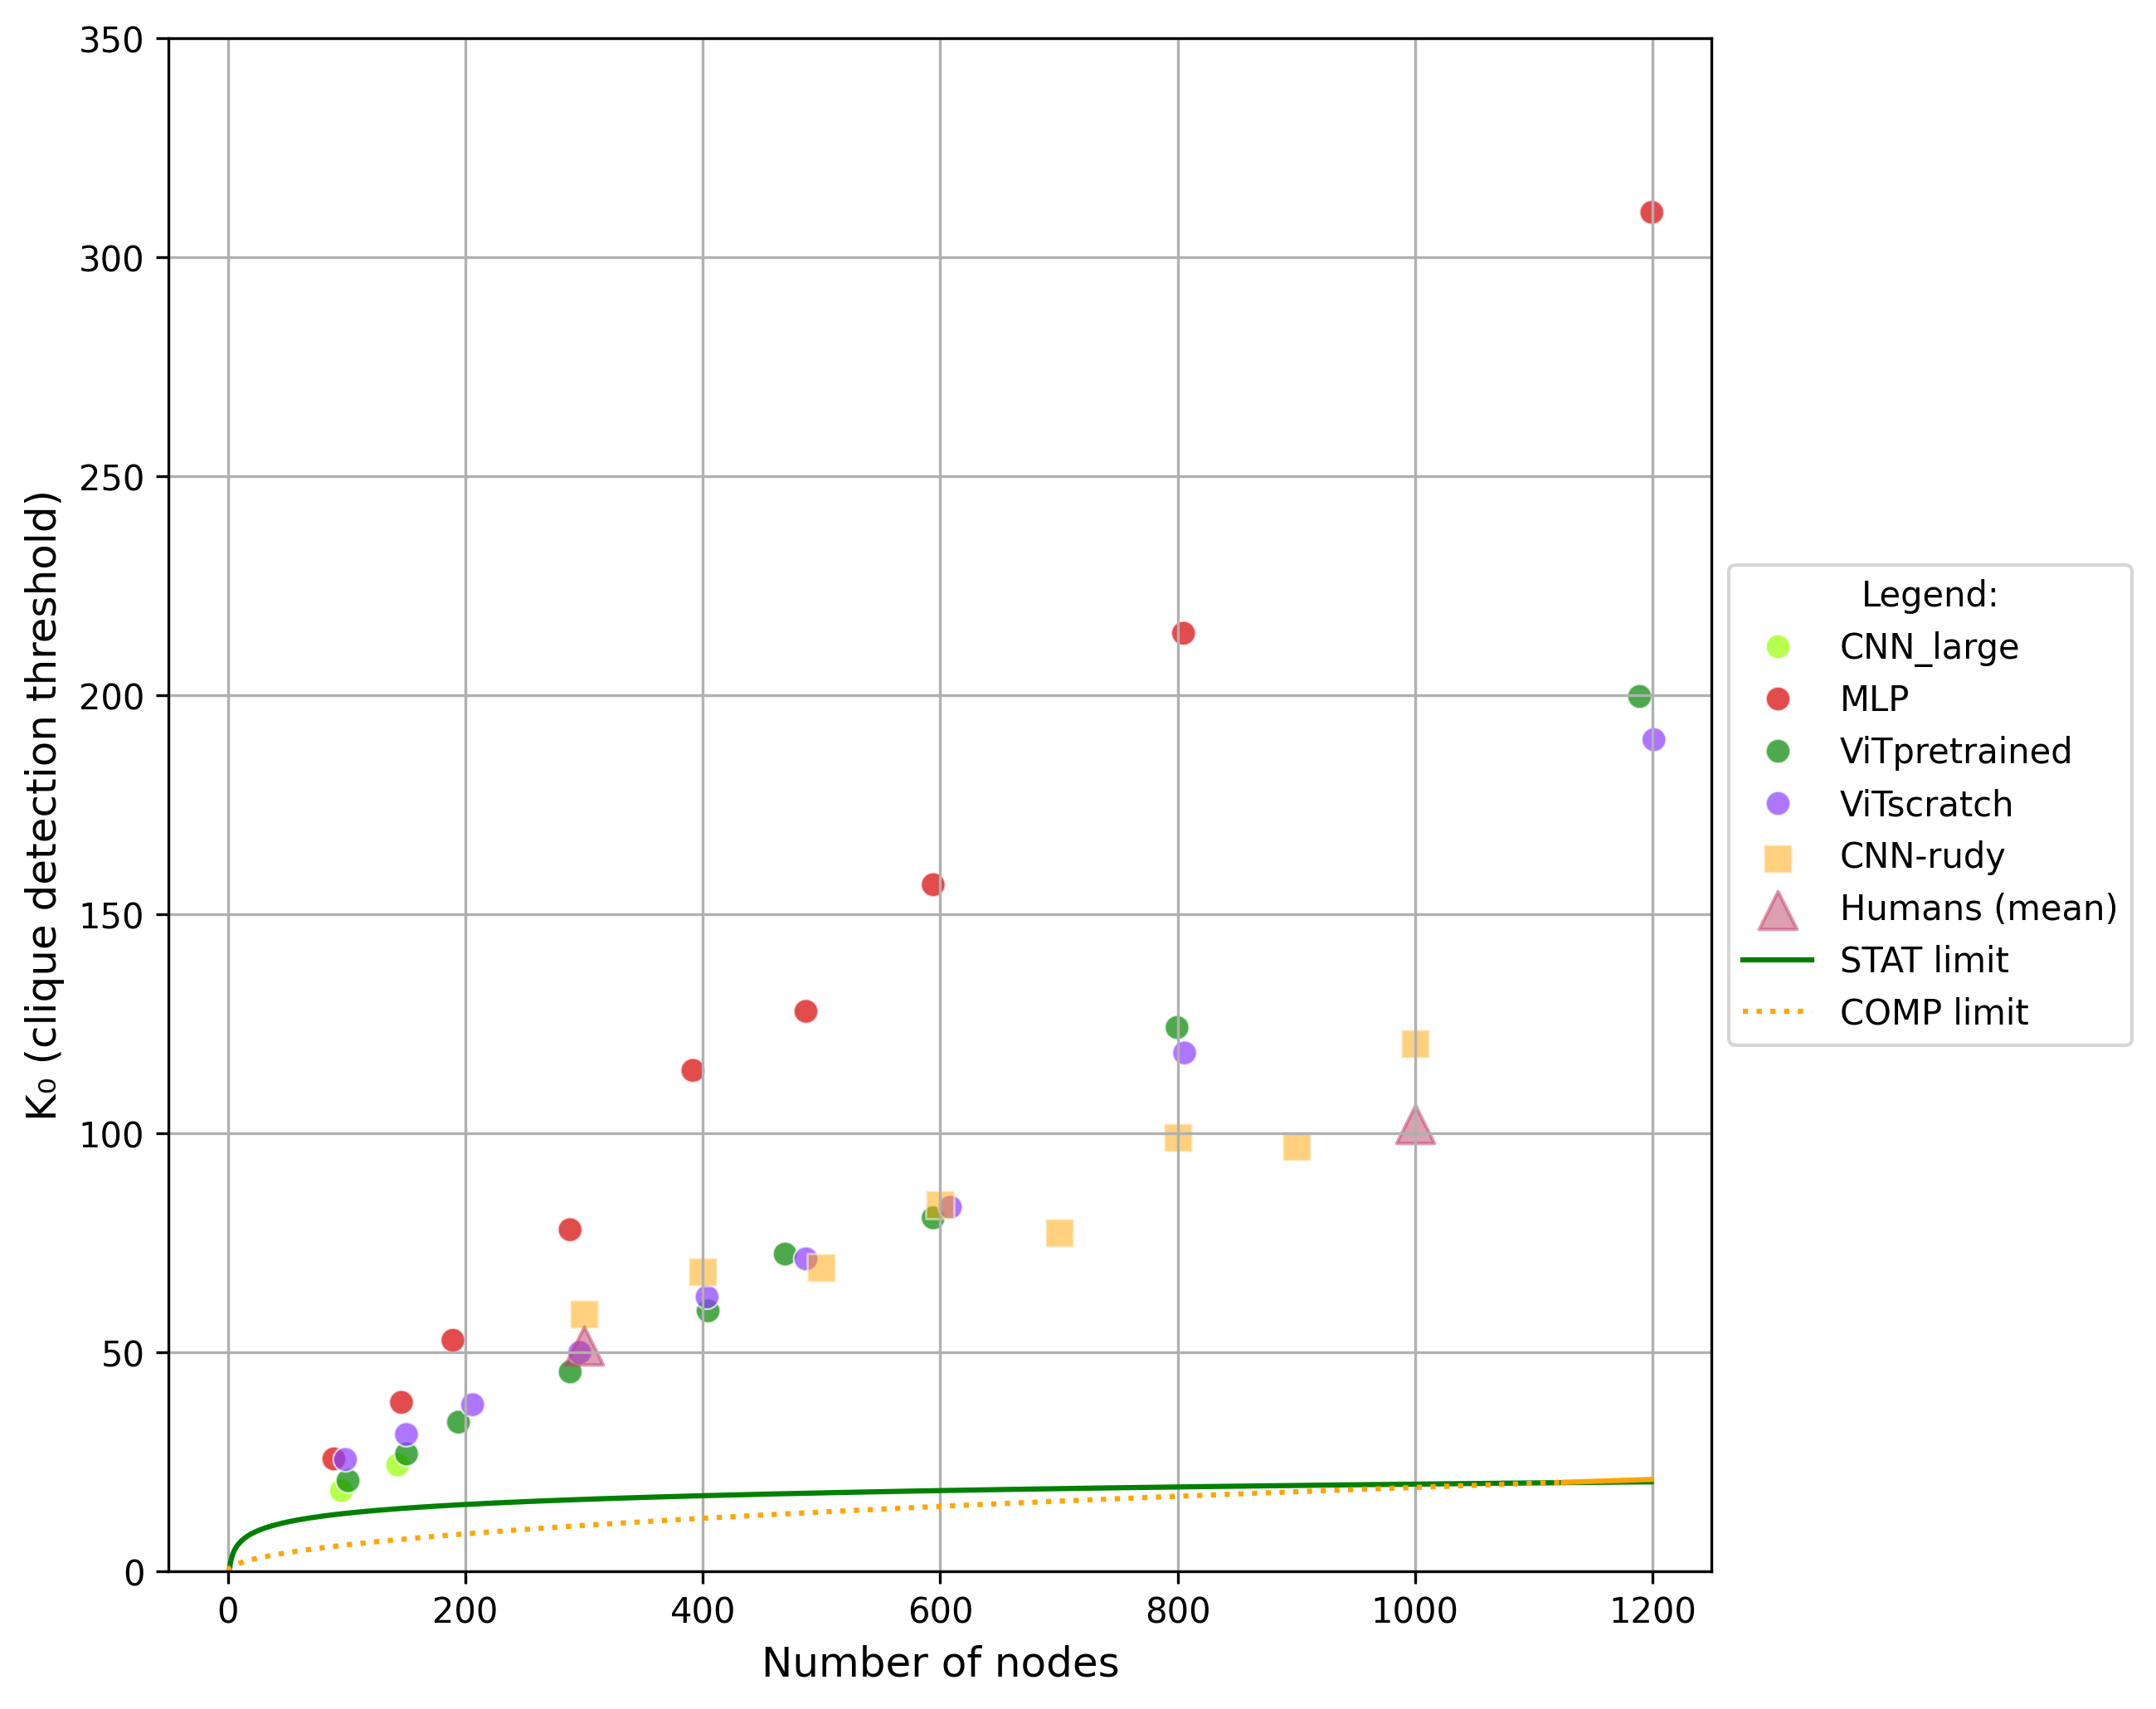 K₀ (clique detection threshold)
350
300
250
200
150
100
50
0
0 200 400 600 800 1000 1200
Number of nodes
Legend:
CNN_large
MLP
ViTpretrained
ViTscratch
CNN-rudy
Humans (mean)
STAT limit
COMP limit